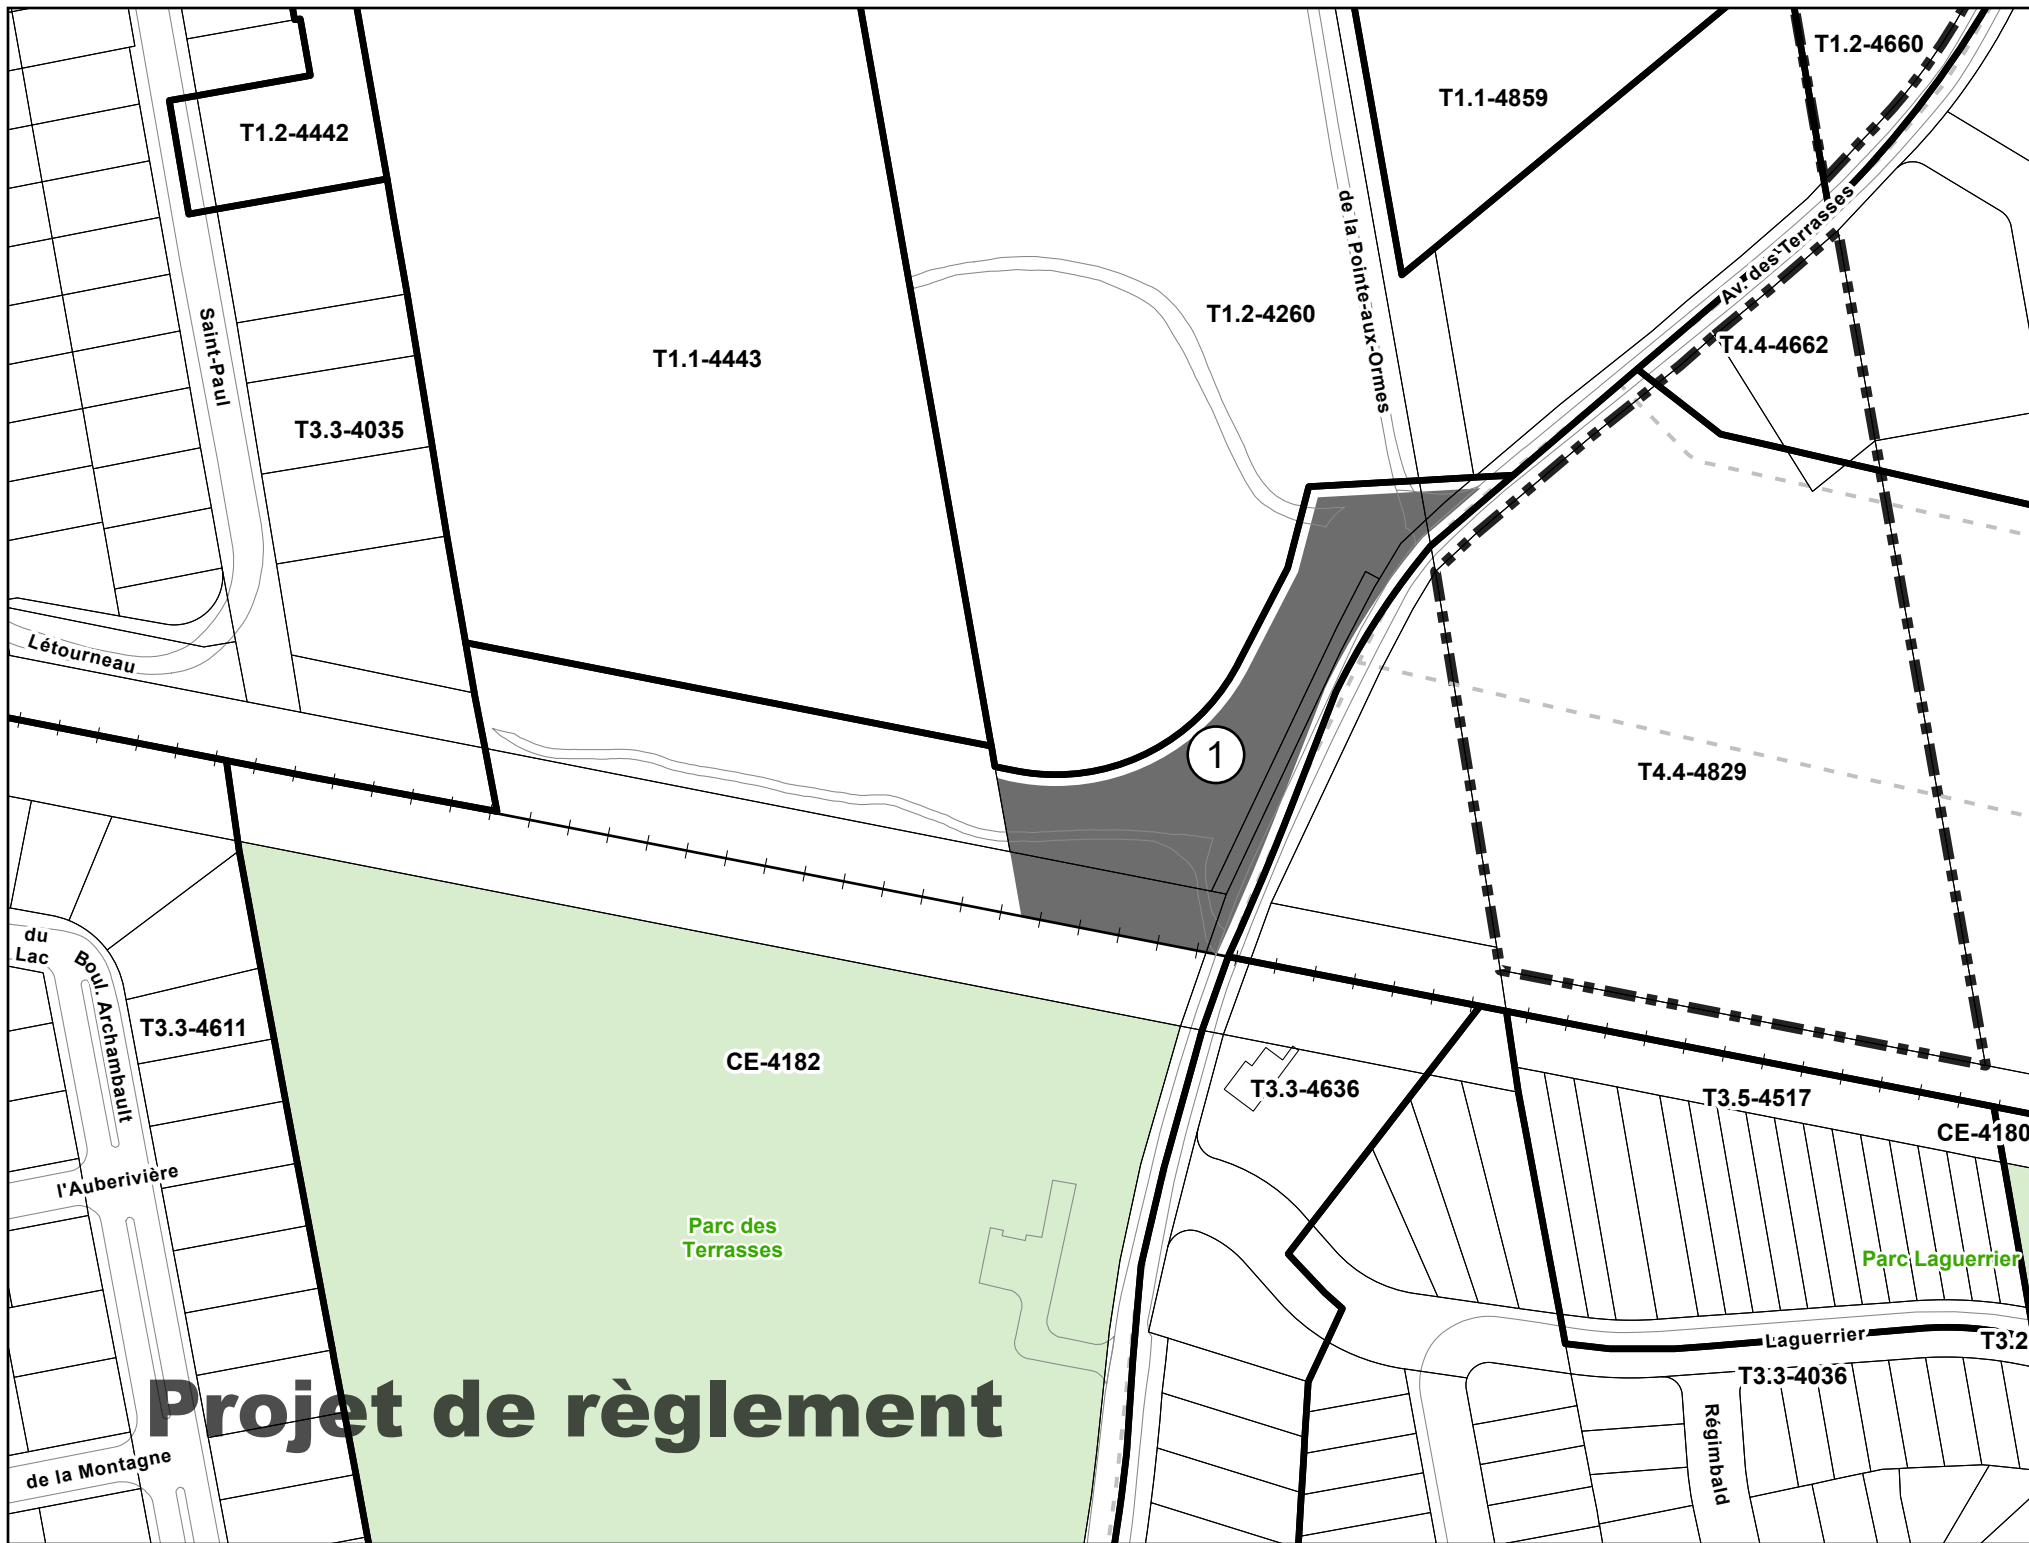 T1.2-4660
T1.1-4859
T1.2-4442
de la Pointe-aux-Ormes
Av. des Terrasses
T1.2-4260
Saint-Paul
T4.4-4662
T1.1-4443
T3.3-4035
Létourneau
1
T4.4-4829
du
Lac
Boul. Archambault
T3.3-4611
CE-4182
T3.3-4636
T3.5-4517
CE-4180
l'Auberivière
Parc des
Terrasses
Parc Laguerrier
Laguerrier
T3.2
T3.3-4036
Projet de règlement
Régimbald
de la Montagne